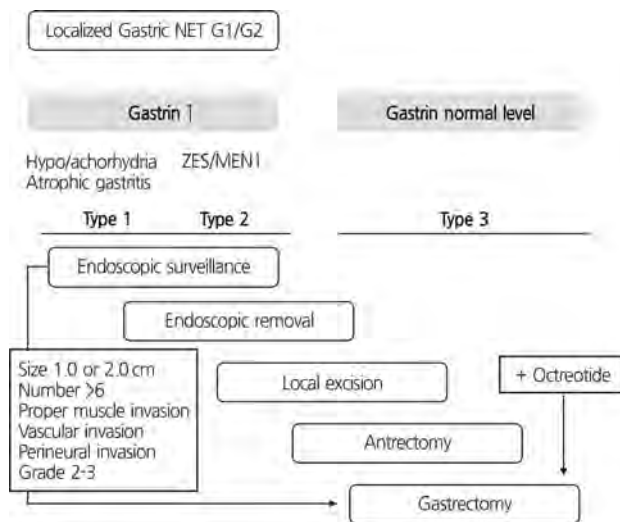 Localized Gastric NET G1/G2
Gastrin ↑
Gastrin normal level
Hypo/achorhydria
Atrophic gastritis
ZES/MEN1
Type 1
Type 2
Type 3
Endoscopic surveillance
Endoscopic removal
Size 1.0 or 2.0 cm
Number >6
Proper muscle invasion
Vascular invasion
Perineural invasion
Grade 2-3
Local excision
+ Octreotide
Antrectomy
Gastrectomy